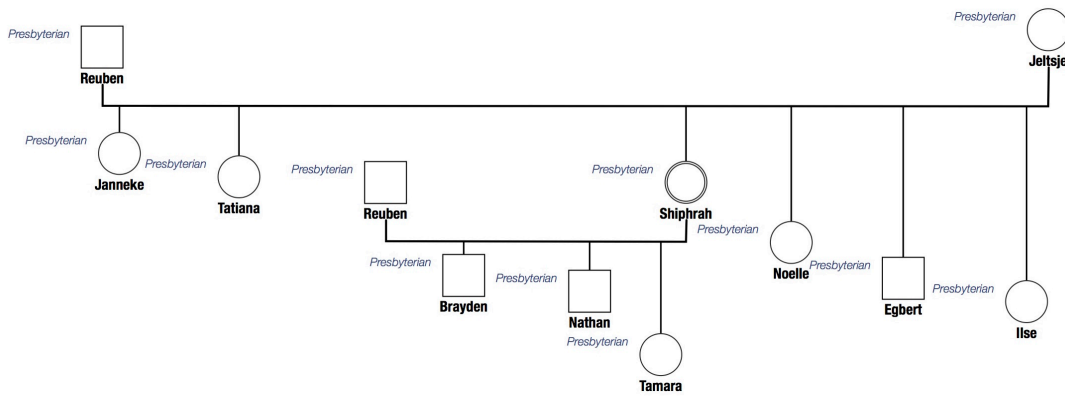 Presbyterian
Jeltsje
Presbyterian
Reuben
Presbyterian
Janneke
Presbyterian
Tatiana
Presbyterian
Reuben
Presbyterian
Shiphrah
Presbyterian
Noelle
Presbyterian
Egbert
Presbyterian
Ilse
Presbyterian
Brayden
Presbyterian
Nathan
Presbyterian
Tamara